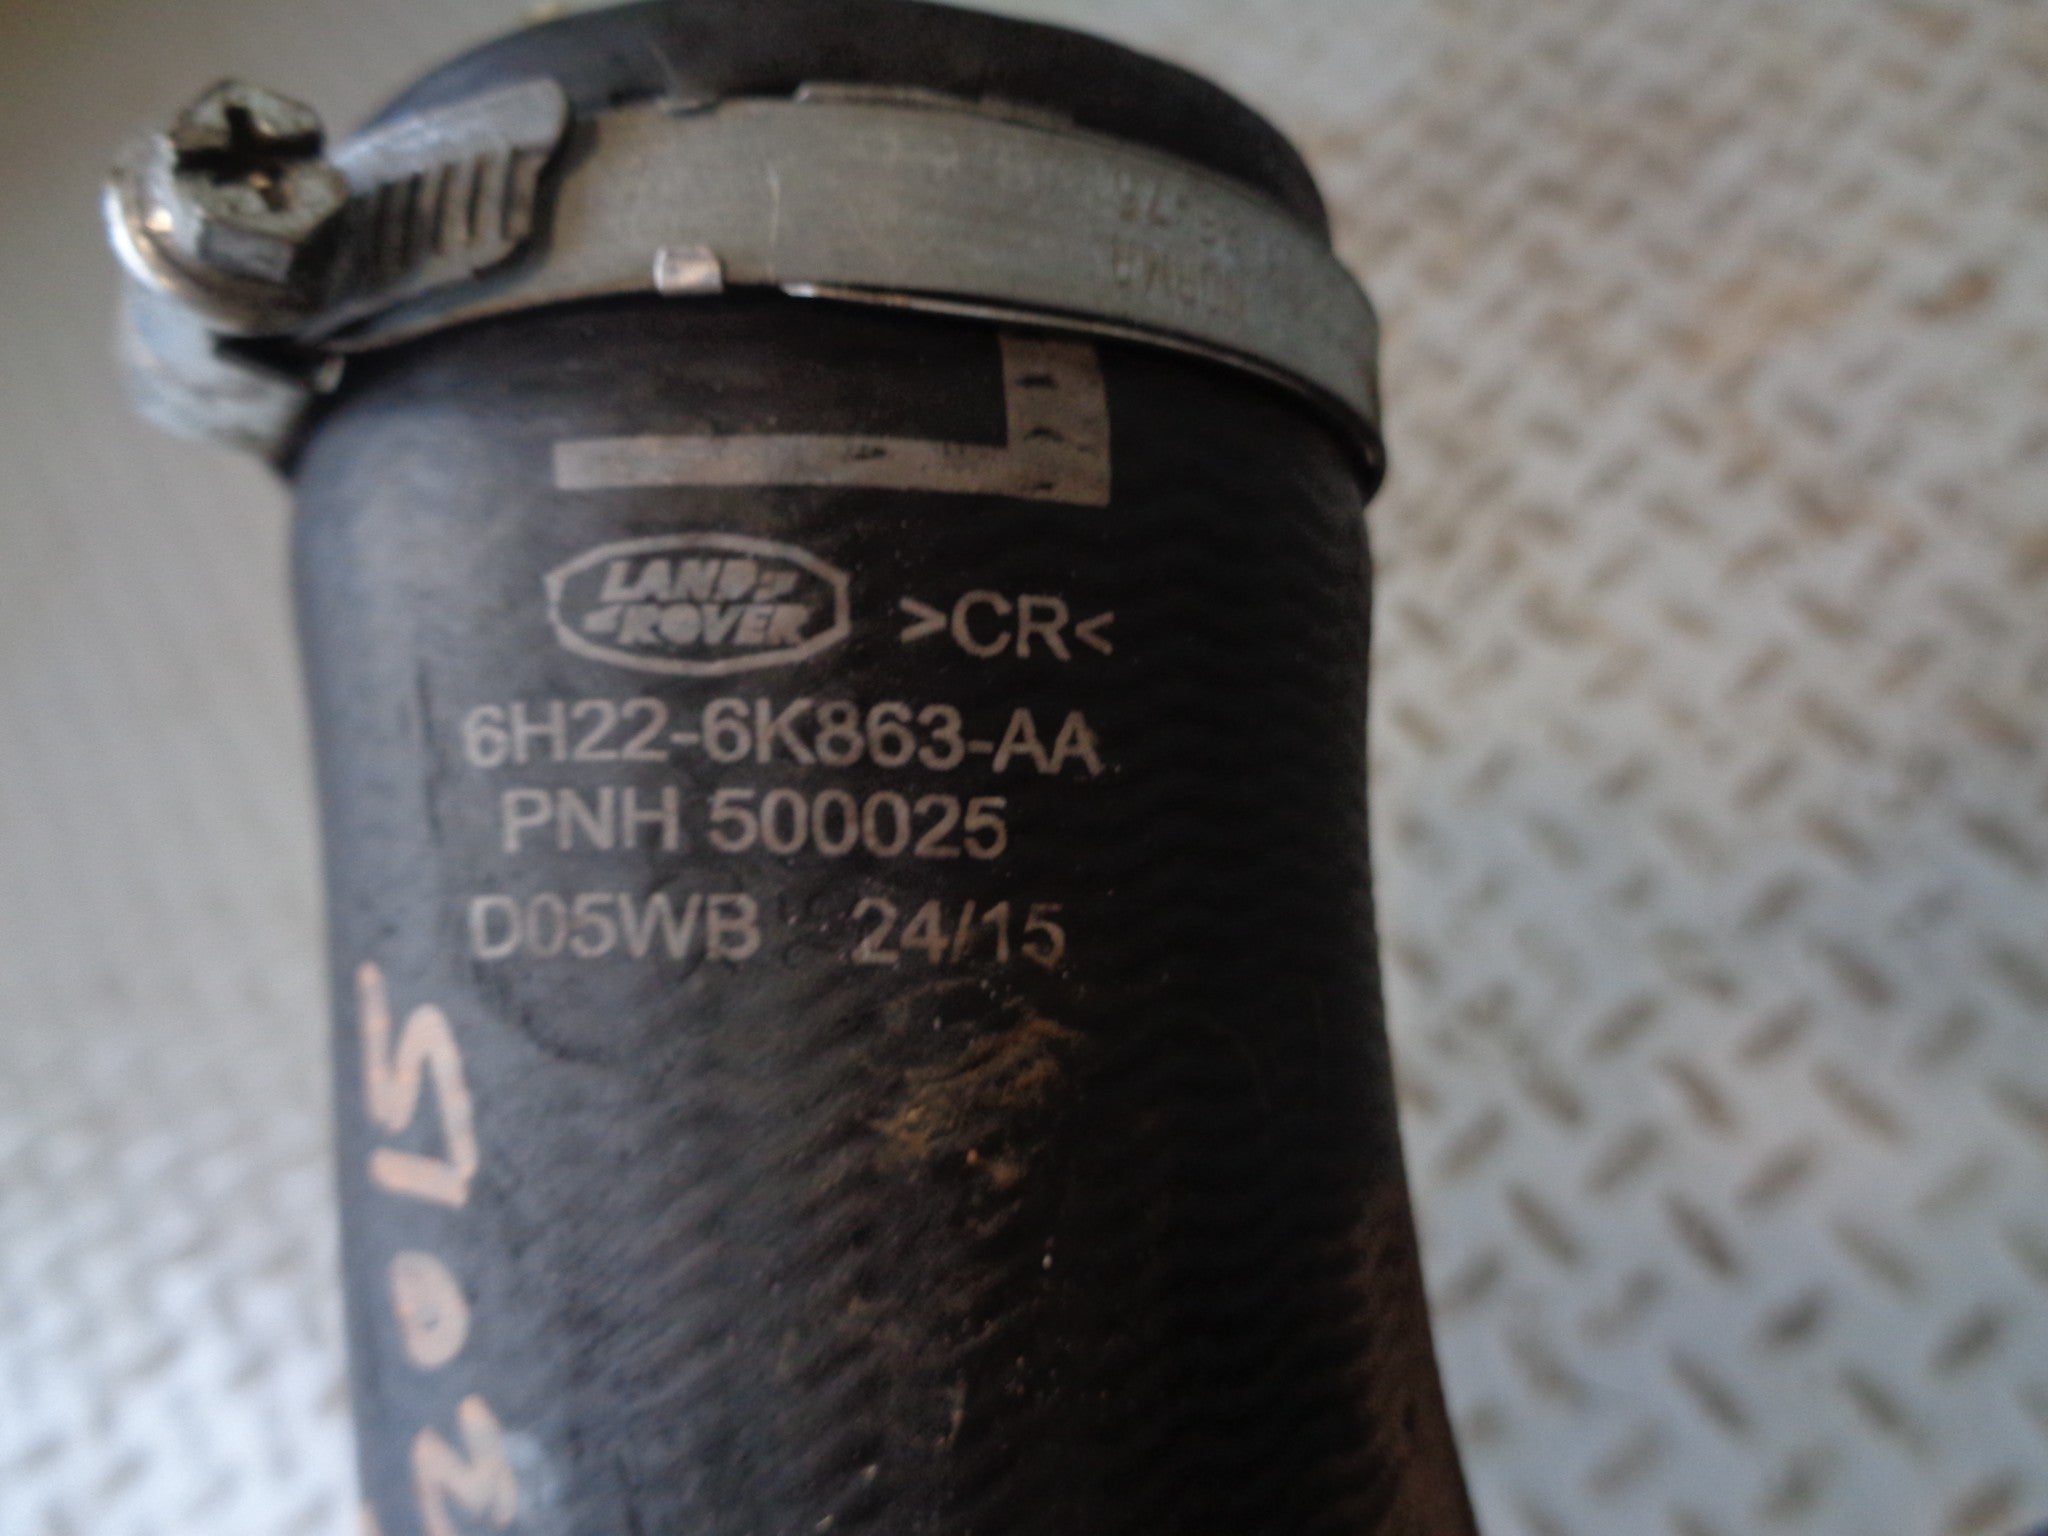 LAND
ROVER
>CR<
6H22-6K863-AA
PNH 500025
D05WB 24/15